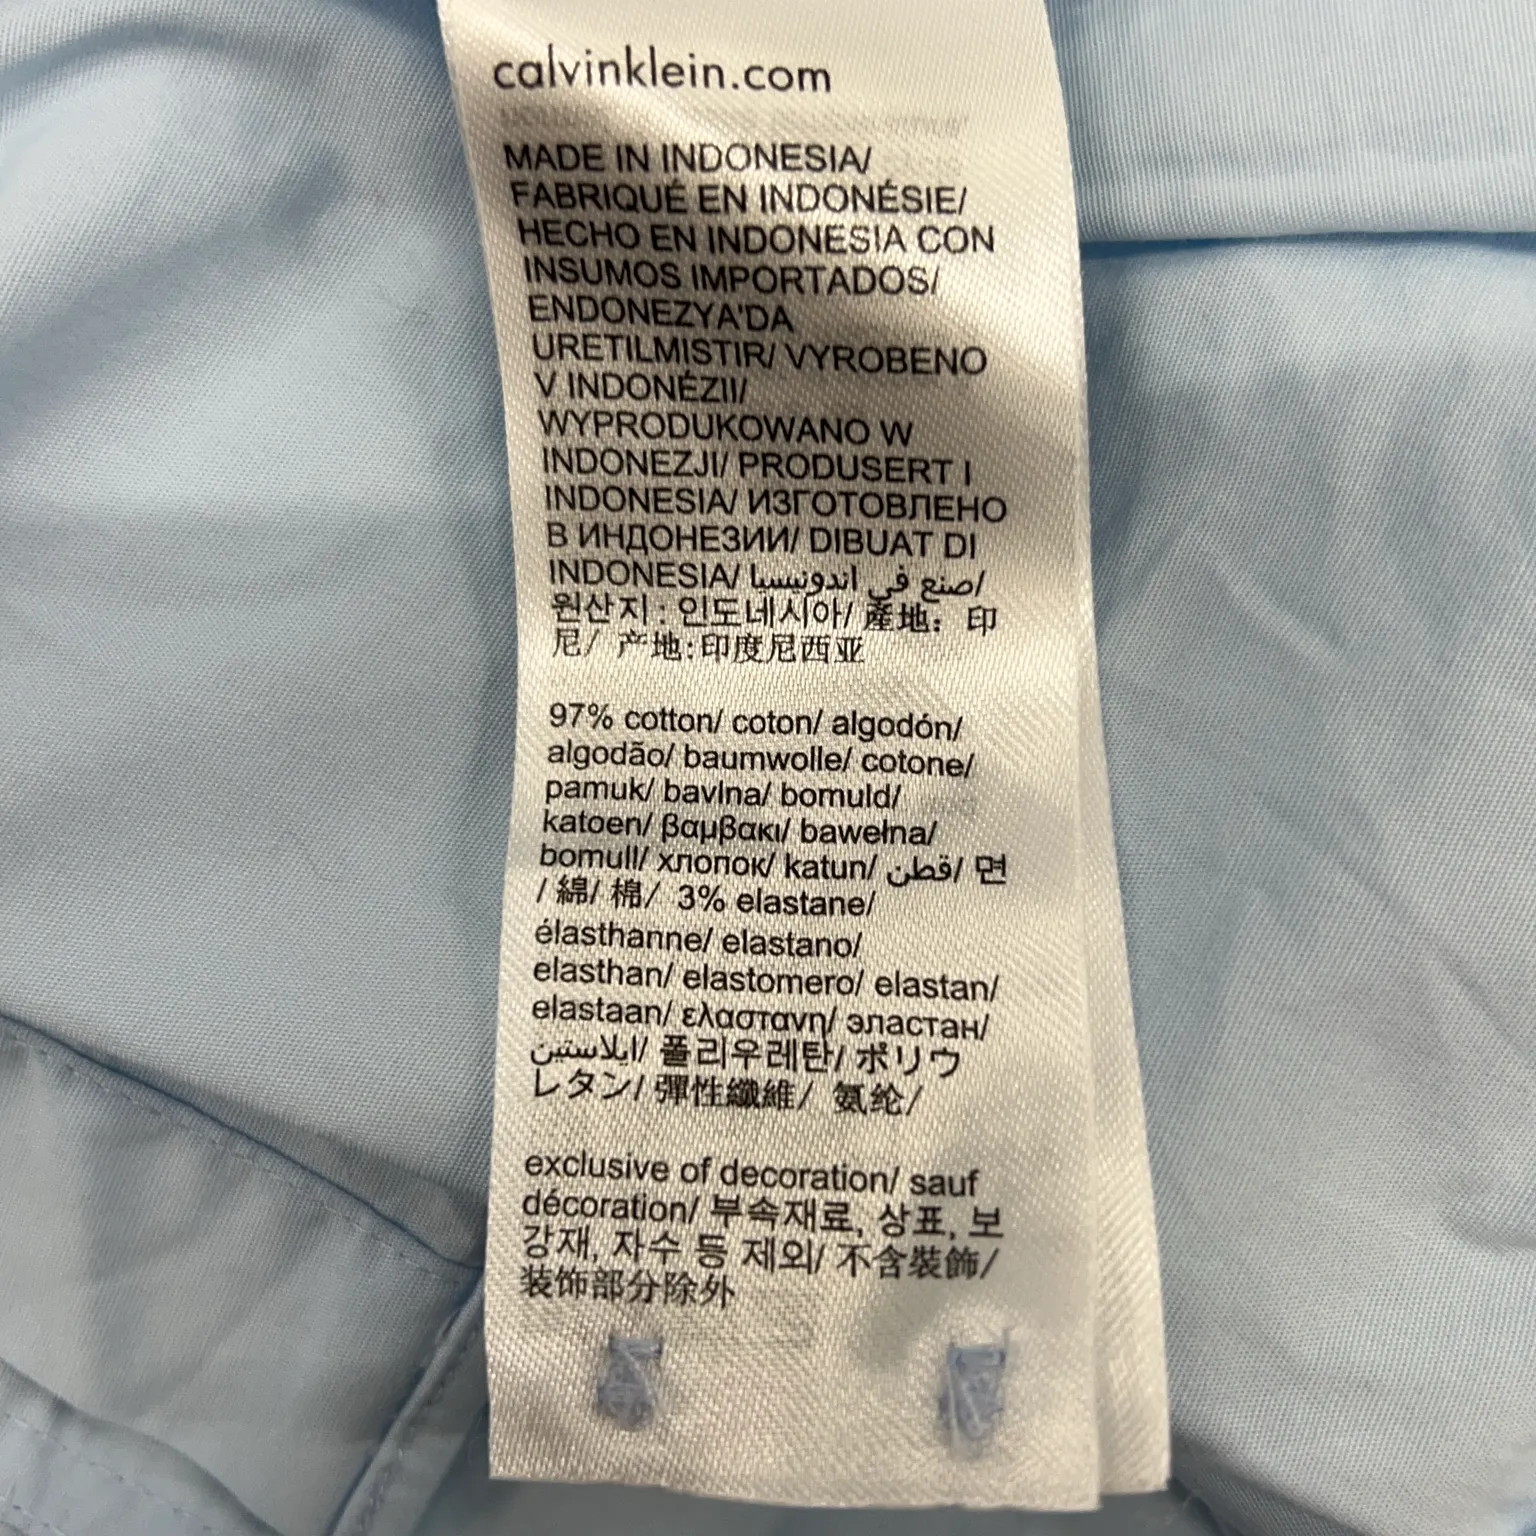 calvinklein.com
MADE IN INDONESIA/
FABRIQUÉ EN INDONÉSIE/
HECHO EN INDONESIA CON
INSUMOS IMPORTADOS/
ENDONEZYA'DA
URETILMISTIR/ VYROBENO
V INDONÉZII/
WYPRODUKOWANO W
INDONEZJI/ PRODUSERT I
INDONESIA/ ИЗГОТОВЛЕНО
В ИНДОНЕЗИИ/ DIBUAT DI
INDONESIA/ صنع في اندونيسيا/
원산지 : 인도네시아/ 產地：印
尼/ 产地:印度尼西亚
97% cotton/ coton/ algodón/
algodão/ baumwolle/ cotone/
pamuk/ bavlna/ bomuld/
katoen/ βαμβακι/ bawełna/
bomull/ хлопок/ katun/ قطن/ 면
/ 綿/ 棉/ 3% elastane/
élasthanne/ elastano/
elasthan/ elastomero/ elastan/
elastaan/ ελαστανη/ эластан/
ايلاستين/ 폴리우레탄/ ポリウ
レタン/ 彈性纖維/ 氨纶/
exclusive of decoration/ sauf
décoration/ 부속재료, 상표, 보
강재, 자수 등 제외/ 不含裝飾/
装饰部分除外